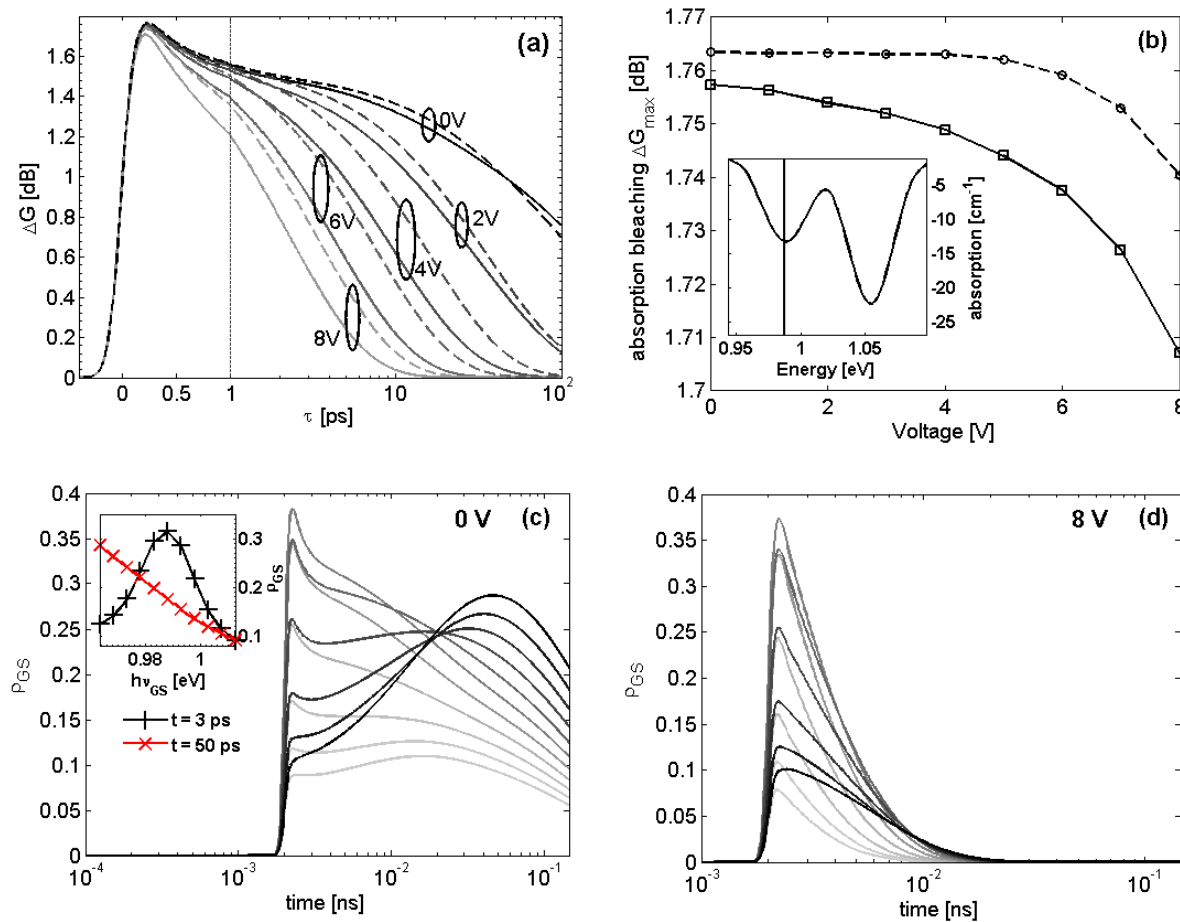 (a)
1.6
1.4
1.2
1
0.8
0.6
0.4
0.2
0
ΔG [dB]
0V
2V
4V
6V
8V
0 0.5 1 10 10²
τ [ps]
(b)
1.77
1.76
1.75
1.74
1.73
1.72
1.71
1.7
absorption bleaching ΔG_max [dB]
-5
-10
-15
-20
-25
absorption [cm⁻¹]
0.95 1 1.05
Energy [eV]
0 2 4 6 8
Voltage [V]
0 V (c)
0.4
0.35
0.3
0.25
0.2
0.15
0.1
0.05
0
ρ_GS
0.3
0.2
0.1
ρ_GS
0.98 1
hν_GS [eV]
t = 3 ps
t = 50 ps
10⁻⁴ 10⁻³ 10⁻² 10⁻¹
time [ns]
8 V (d)
0.4
0.35
0.3
0.25
0.2
0.15
0.1
0.05
0
ρ_GS
10⁻³ 10⁻² 10⁻¹
time [ns]